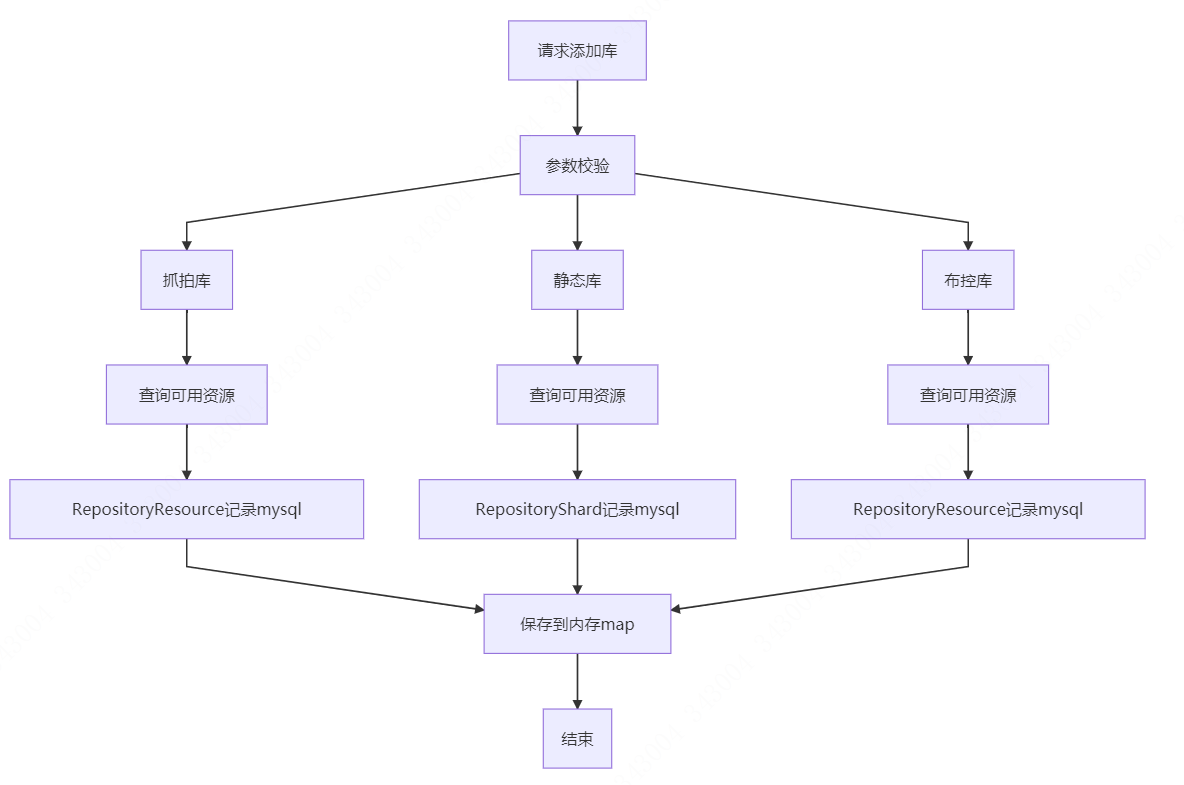 请求添加库
参数校验
抓拍库
静态库
布控库
查询可用资源
查询可用资源
查询可用资源
RepositoryResource记录mysql
RepositoryShard记录mysql
RepositoryResource记录mysql
保存到内存map
结束